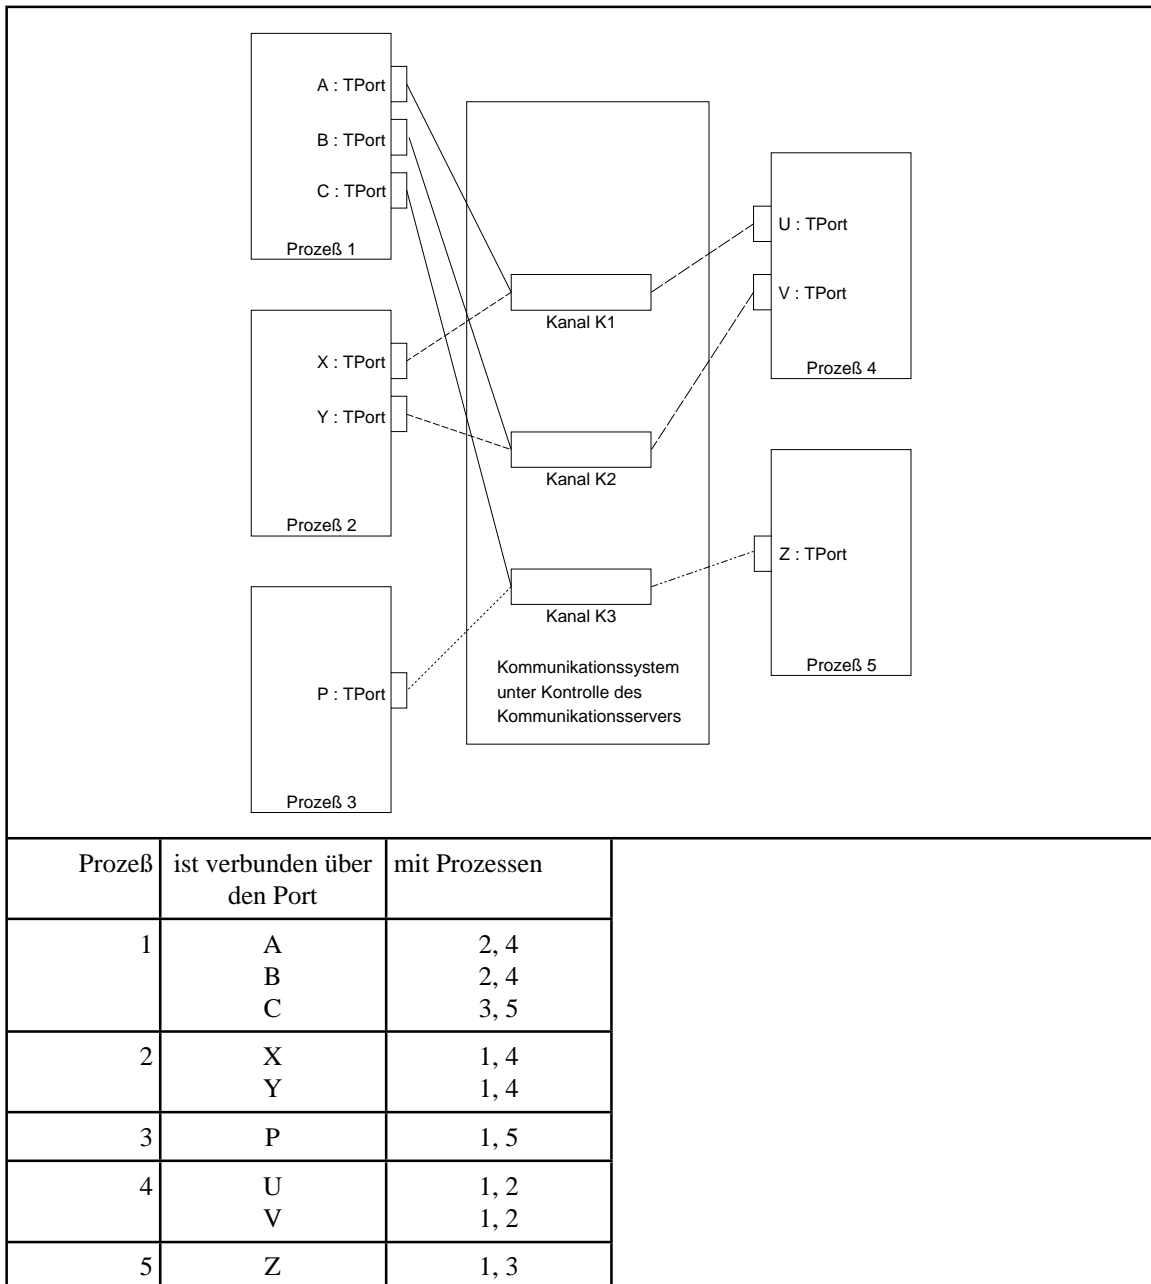 A : TPort
B : TPort
C : TPort
Prozeß 1
U : TPort
V : TPort
Prozeß 4
Kanal K1
X : TPort
Y : TPort
Prozeß 2
Kanal K2
Z : TPort
Prozeß 5
Kanal K3
Kommunikationssystem
unter Kontrolle des
Kommunikationsservers
P : TPort
Prozeß 3
Prozeß ist verbunden über mit Prozessen
den Port
1 A 2, 4
B 2, 4
C 3, 5
2 X 1, 4
Y 1, 4
3 P 1, 5
4 U 1, 2
V 1, 2
5 Z 1, 3